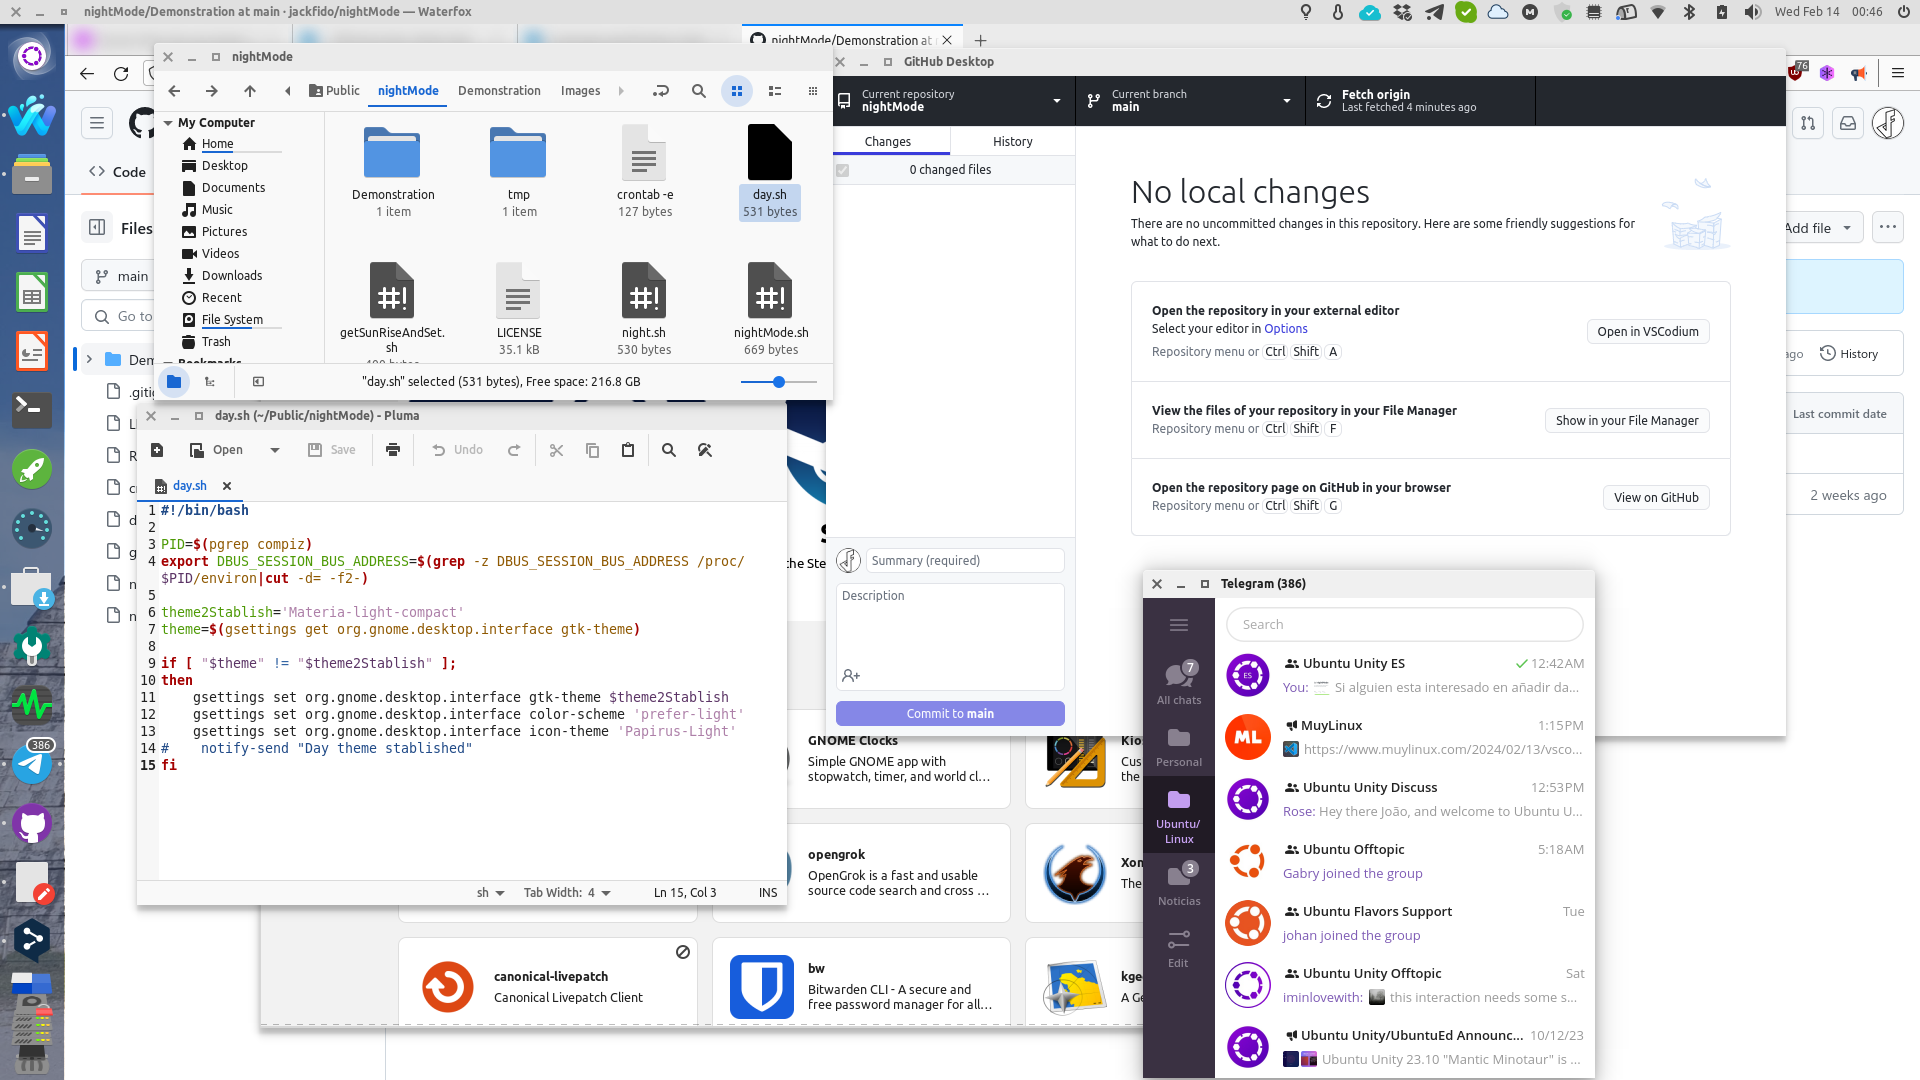 nightMode/Demonstration at main · jackfido/nightMode — Waterfox
Wed Feb 14 00:46
nightMode/Demonstration at
76
Code
Files
main
Go to
Add file
ago
History
Last commit date
2 weeks ago
.gitig
nightMode
Public
nightMode
Demonstration
Images
My Computer
Home
Desktop
Documents
Music
Pictures
Videos
Downloads
Recent
File System
Trash
Bookmarks
Demonstration
1 item
tmp
1 item
crontab -e
127 bytes
day.sh
531 bytes
getSunRiseAndSet.
sh
LICENSE
35.1 kB
night.sh
530 bytes
nightMode.sh
669 bytes
"day.sh" selected (531 bytes), Free space: 216.8 GB
day.sh (~/Public/nightMode) - Pluma
Open
Save
Undo
day.sh
1 #!/bin/bash
2
3 PID=$(pgrep compiz)
4 export DBUS_SESSION_BUS_ADDRESS=$(grep -z DBUS_SESSION_BUS_ADDRESS /proc/
$PID/environ|cut -d= -f2-)
5
6 theme2Stablish='Materia-light-compact'
7 theme=$(gsettings get org.gnome.desktop.interface gtk-theme)
8
9 if [ "$theme" != "$theme2Stablish" ];
10 then
11 gsettings set org.gnome.desktop.interface gtk-theme $theme2Stablish
12 gsettings set org.gnome.desktop.interface color-scheme 'prefer-light'
13 gsettings set org.gnome.desktop.interface icon-theme 'Papirus-Light'
14 # notify-send "Day theme stablished"
15 fi
sh
Tab Width: 4
Ln 15, Col 3
INS
GitHub Desktop
Current repository
nightMode
Current branch
main
Fetch origin
Last fetched 4 minutes ago
Changes
History
0 changed files
Summary (required)
Description
Commit to main
No local changes
There are no uncommitted changes in this repository. Here are some friendly suggestions for
what to do next.
Open the repository in your external editor
Select your editor in Options
Repository menu or Ctrl Shift A
Open in VSCodium
View the files of your repository in your File Manager
Repository menu or Ctrl Shift F
Show in your File Manager
Open the repository page on GitHub in your browser
Repository menu or Ctrl Shift G
View on GitHub
the Ste
GNOME Clocks
Simple GNOME app with
stopwatch, timer, and world cl…
opengrok
OpenGrok is a fast and usable
source code search and cross …
canonical-livepatch
Canonical Livepatch Client
bw
Bitwarden CLI - A secure and
free password manager for all…
Kios
Cus
the
Xon
The
kge
A Ge
386
Telegram (386)
Search
7
All chats
Personal
Ubuntu/
Linux
3
Noticias
Edit
ES
Ubuntu Unity ES
12:42AM
You: Si alguien esta interesado en añadir da...
ML
MuyLinux
1:15PM
https://www.muylinux.com/2024/02/13/vsco...
Ubuntu Unity Discuss
12:53PM
Rose: Hey there João, and welcome to Ubuntu U...
Ubuntu Offtopic
5:18AM
Gabry joined the group
Ubuntu Flavors Support
Tue
johan joined the group
Ubuntu Unity Offtopic
Sat
iminlovewith: this interaction needs some s...
Ubuntu Unity/UbuntuEd Announc...
10/12/23
Ubuntu Unity 23.10 "Mantic Minotaur" is ...